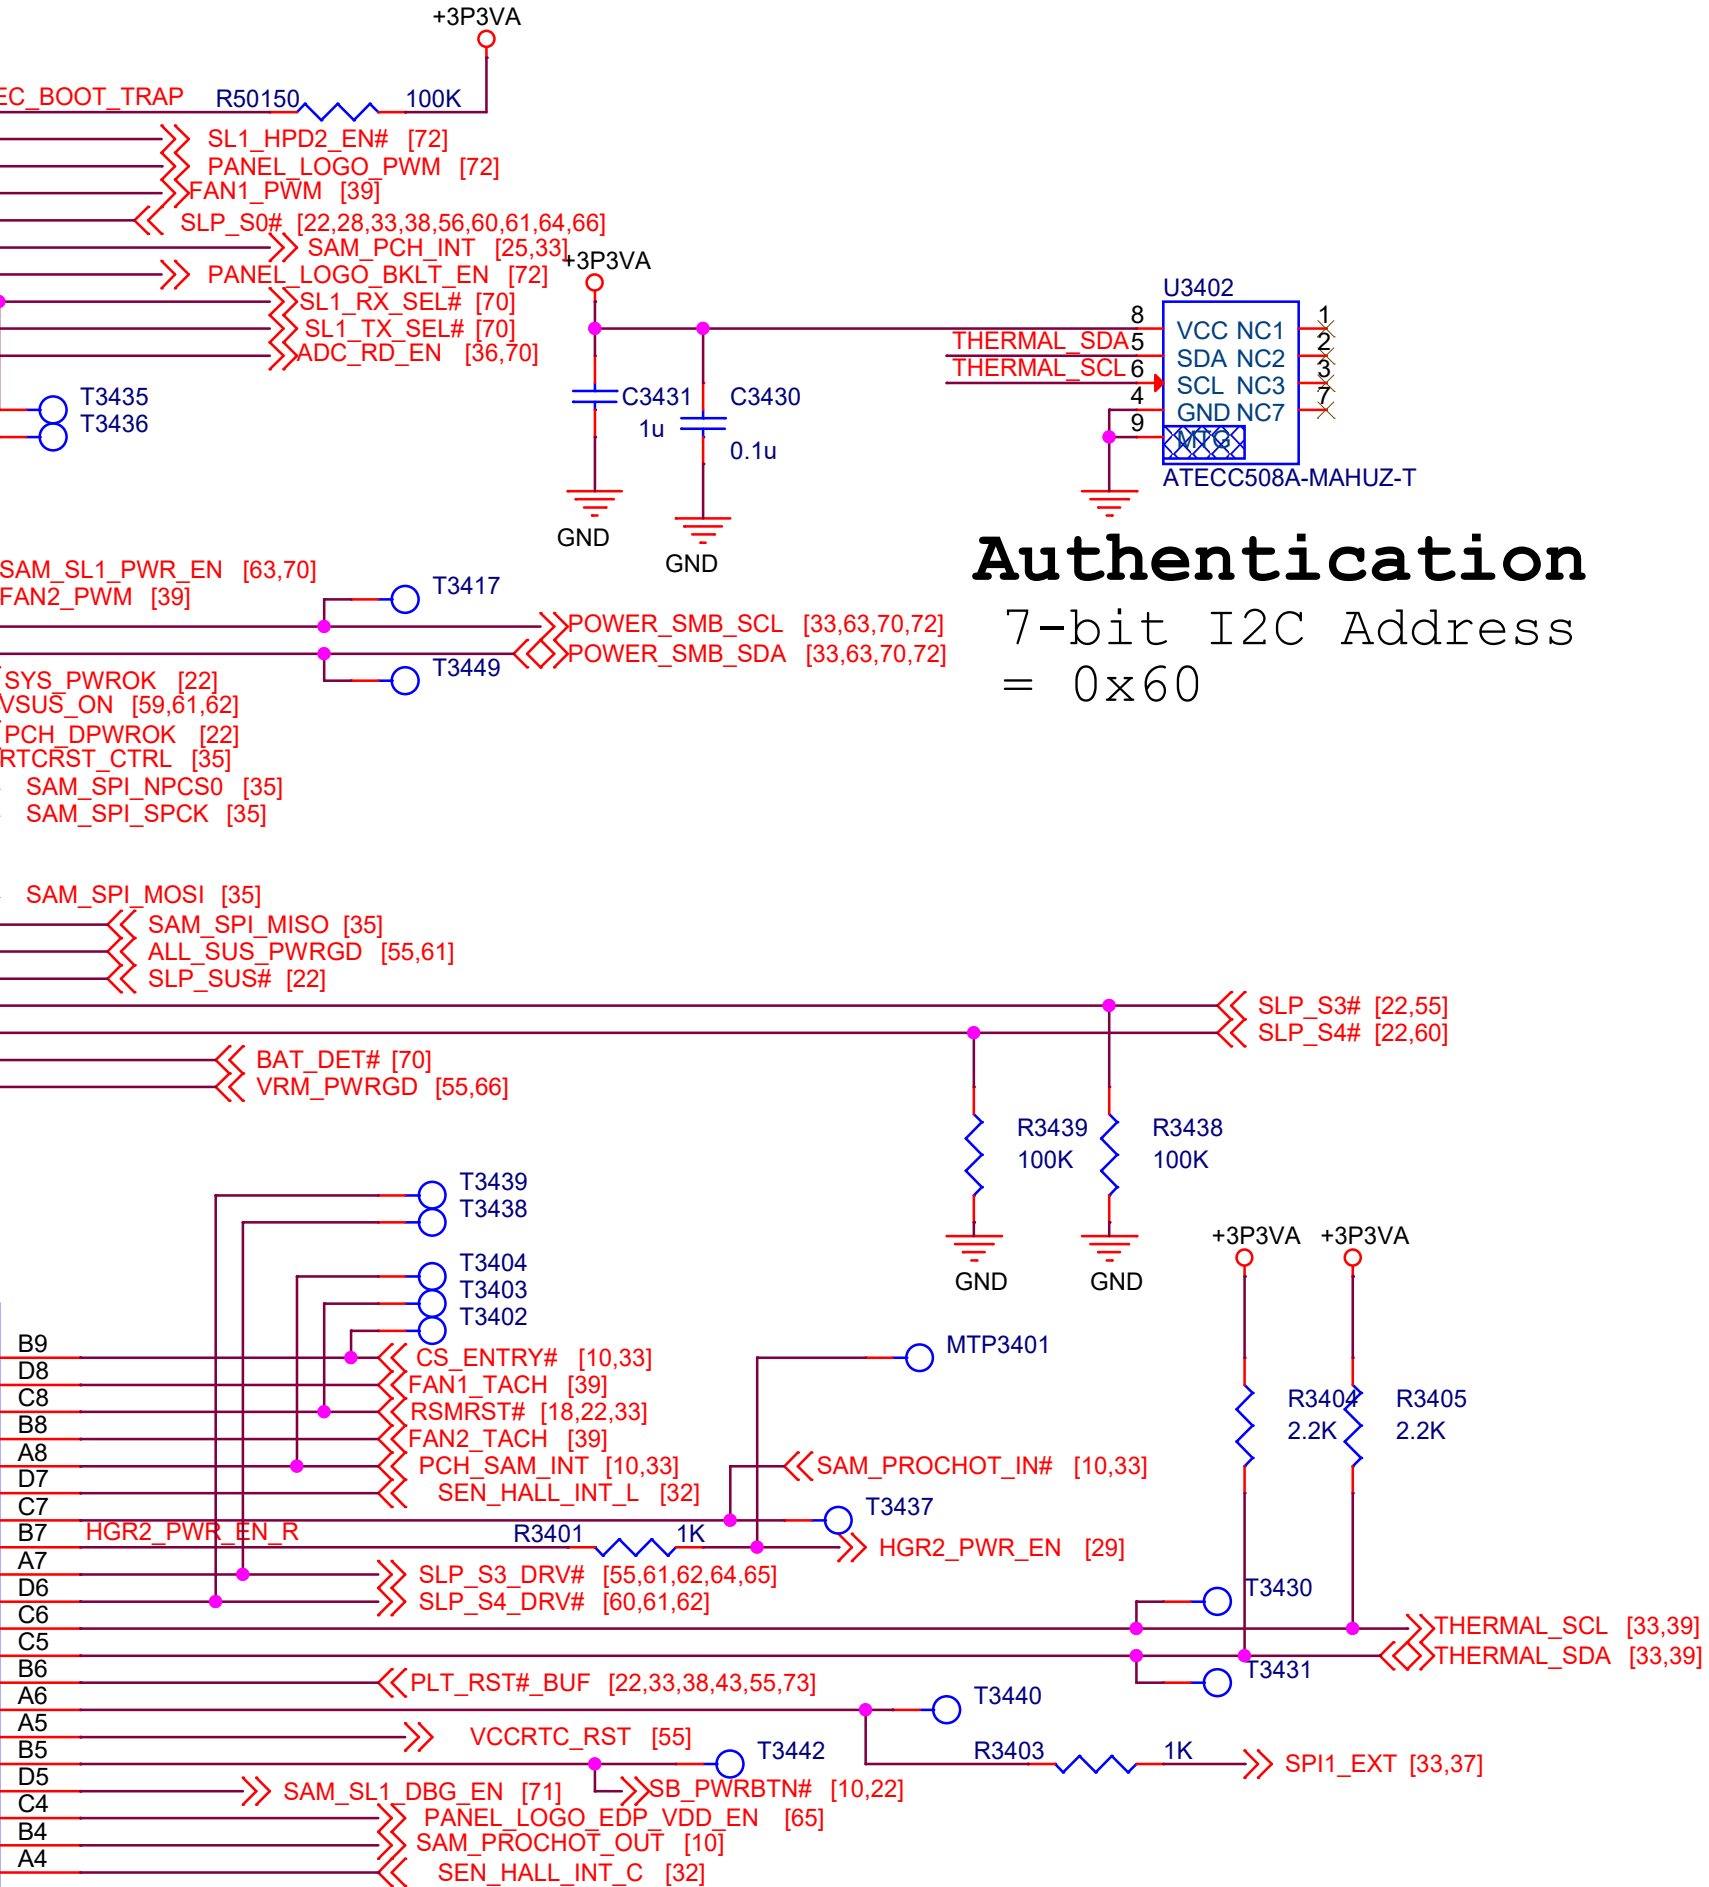 +3P3VA
EC_BOOT_TRAP R50150 100K
SL1_HPD2_EN# [72]
PANEL_LOGO_PWM [72]
FAN1_PWM [39]
SLP_S0# [22,28,33,38,56,60,61,64,66]
SAM_PCH_INT [25,33]
+3P3VA
PANEL_LOGO_BKLT_EN [72]
SL1_RX_SEL# [70]
SL1_TX_SEL# [70]
ADC_RD_EN [36,70]
U3402
8 VCC NC1 1
THERMAL_SDA 5 SDA NC2 2
THERMAL_SCL 6 SCL NC3 3
4 GND NC7 7
9 MTG
ATECC508A-MAHUZ-T
T3435
T3436
C3431 C3430
1u
0.1u
GND
GND
Authentication
7-bit I2C Address
= 0x60
SAM_SL1_PWR_EN [63,70]
FAN2_PWM [39]
T3417
POWER_SMB_SCL [33,63,70,72]
POWER_SMB_SDA [33,63,70,72]
T3449
SYS_PWROK [22]
VSUS_ON [59,61,62]
PCH_DPWROK [22]
RTCRST_CTRL [35]
SAM_SPI_NPCS0 [35]
SAM_SPI_SPCK [35]
SAM_SPI_MOSI [35]
SAM_SPI_MISO [35]
ALL_SUS_PWRGD [55,61]
SLP_SUS# [22]
SLP_S3# [22,55]
SLP_S4# [22,60]
BAT_DET# [70]
VRM_PWRGD [55,66]
R3439 R3438
100K 100K
GND GND
T3439
T3438
T3404
T3403
T3402
+3P3VA +3P3VA
R3404 R3405
2.2K 2.2K
MTP3401
B9 CS_ENTRY# [10,33]
D8 FAN1_TACH [39]
C8 RSMRST# [18,22,33]
B8 FAN2_TACH [39]
A8 PCH_SAM_INT [10,33]
SAM_PROCHOT_IN# [10,33]
D7 SEN_HALL_INT_L [32]
C7 T3437
B7 HGR2_PWR_EN_R R3401 1K HGR2_PWR_EN [29]
A7 SLP_S3_DRV# [55,61,62,64,65]
D6 SLP_S4_DRV# [60,61,62]
T3430
C6 THERMAL_SCL [33,39]
C5 THERMAL_SDA [33,39]
T3431
B6 PLT_RST#_BUF [22,33,38,43,55,73]
A6 T3440
A5 VCCRTC_RST [55]
B5 T3442
R3403 1K SPI1_EXT [33,37]
D5 SAM_SL1_DBG_EN [71] SB_PWRBTN# [10,22]
C4 PANEL_LOGO_EDP_VDD_EN [65]
B4 SAM_PROCHOT_OUT [10]
A4 SEN_HALL_INT_C [32]